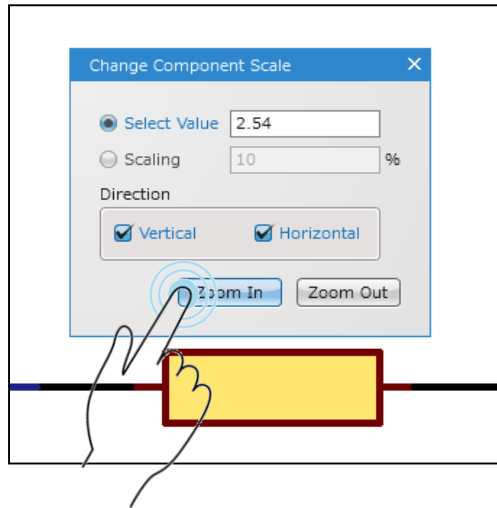 Change Component Scale
Select Value 2.54
Scaling 10 %
Direction
Vertical Horizontal
Zoom In Zoom Out